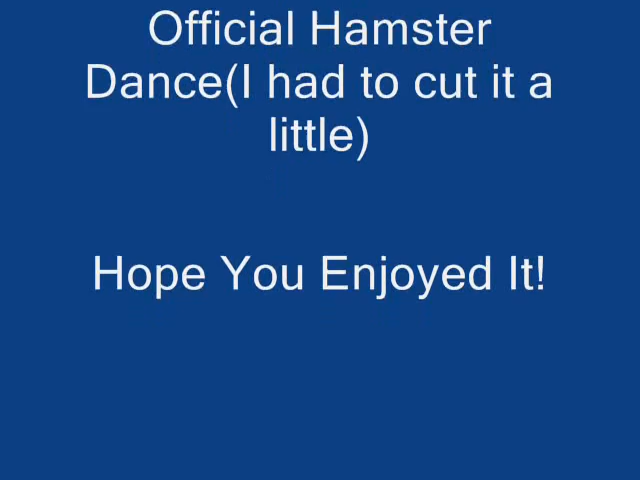 Official Hamster
Dance(I had to cut it a
little)
Hope You Enjoyed It!